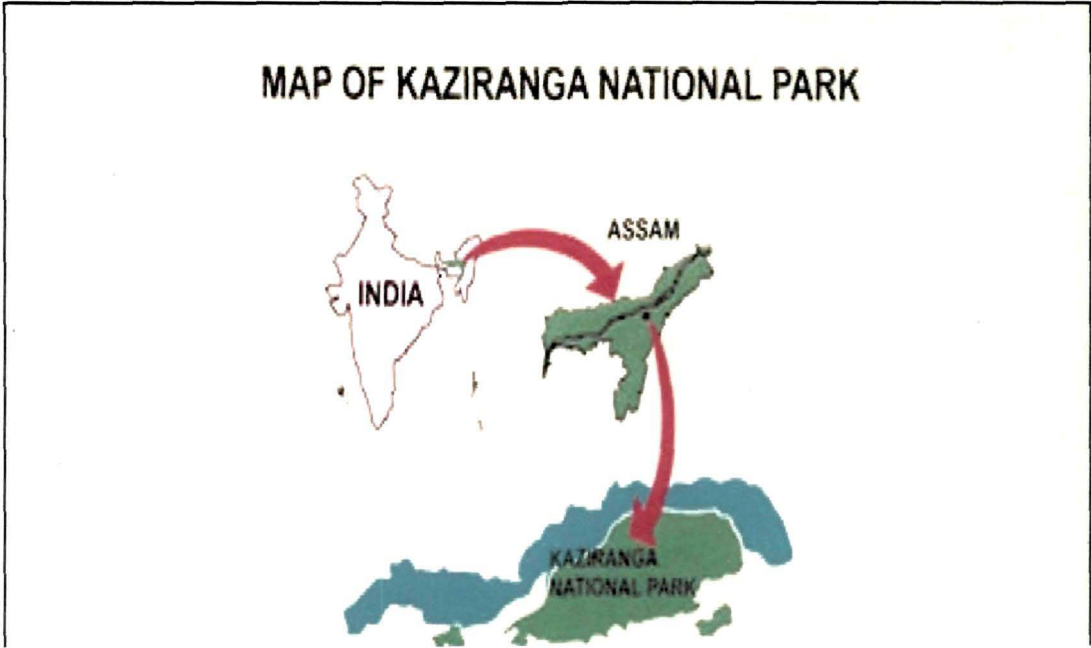 MAP OF KAZIRANGA NATIONAL PARK
ASSAM
INDIA
KAZIRANGA
NATIONAL PARK